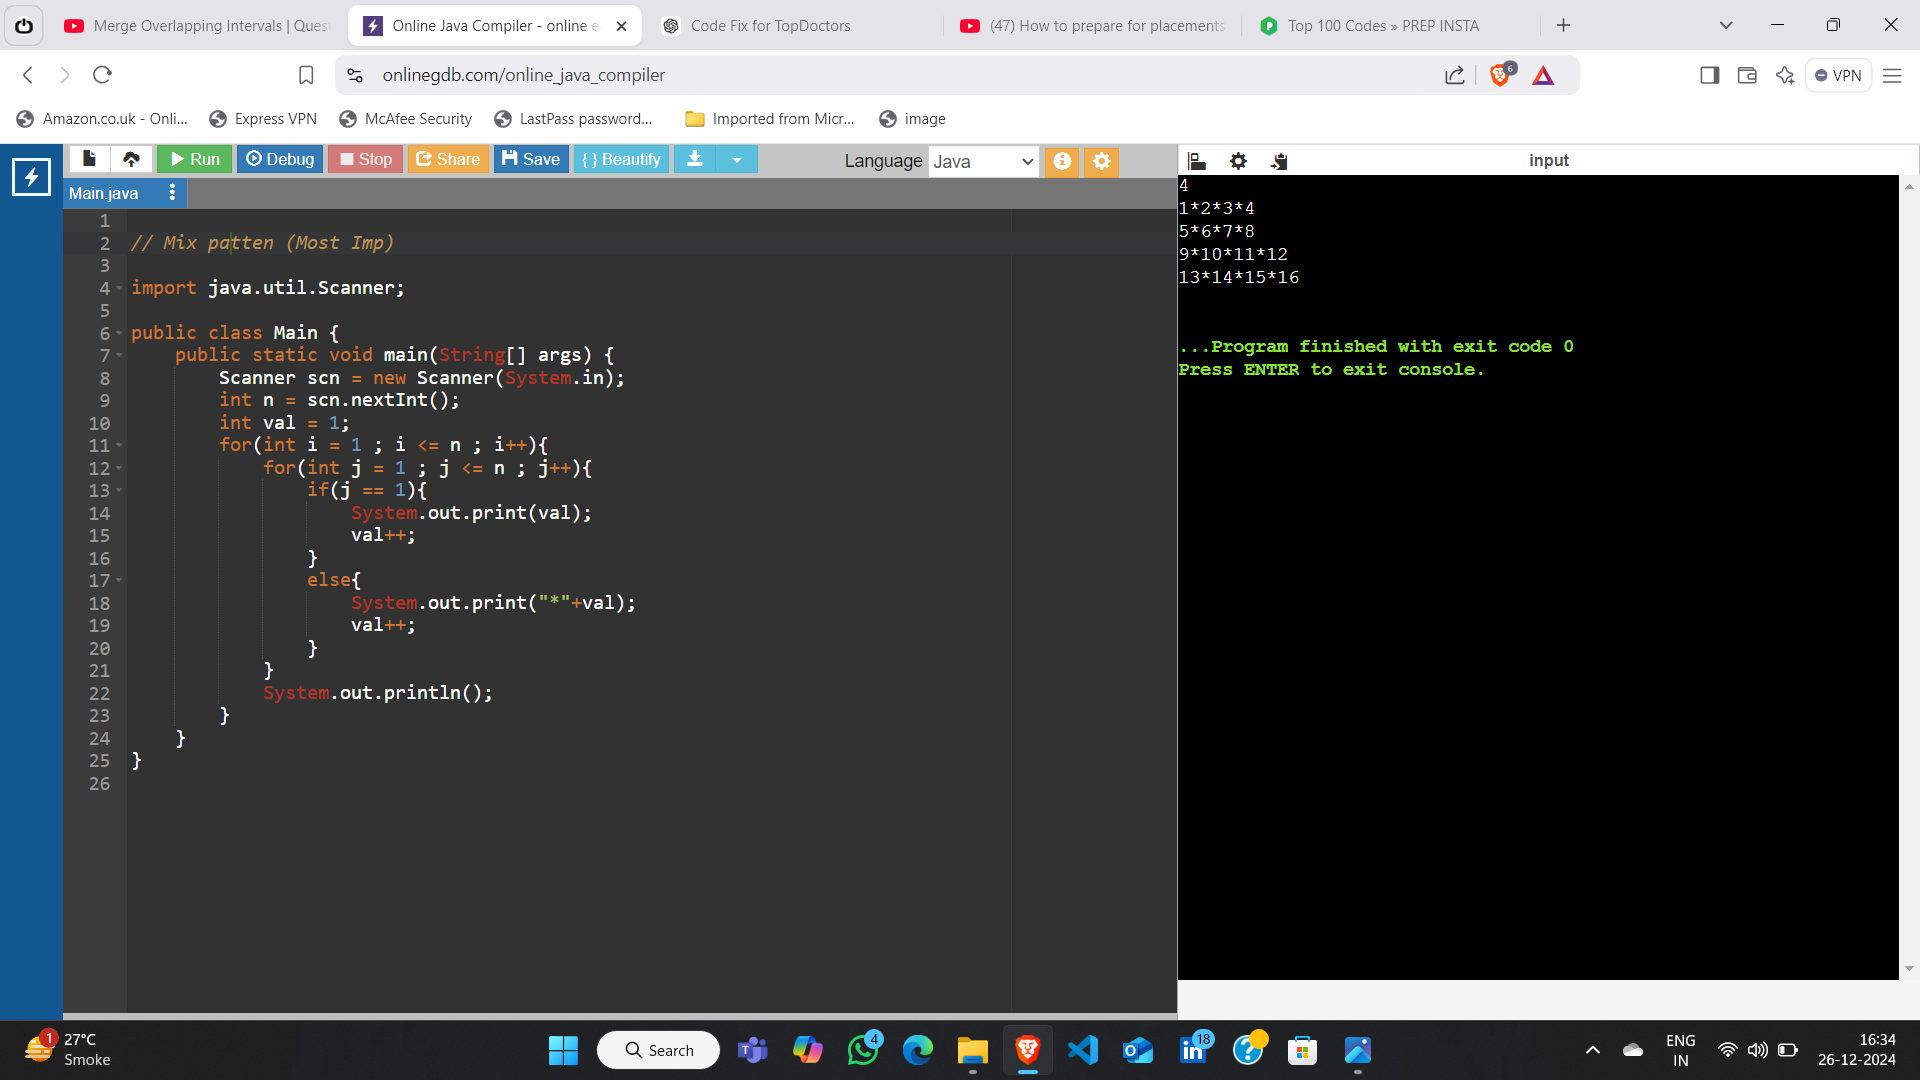 Merge Overlapping Intervals | Ques
Online Java Compiler - online e
Code Fix for TopDoctors
(47) How to prepare for placements
Top 100 Codes » PREP INSTA
onlinegdb.com/online_java_compiler
6
VPN
Amazon.co.uk - Onli...
Express VPN
McAfee Security
LastPass password...
Imported from Micr...
image
Run
Debug
Stop
Share
Save
{ } Beautify
Language
Java
input
Main.java
1
2 // Mix patten (Most Imp)
3
4 import java.util.Scanner;
5
6 public class Main {
7 public static void main(String[] args) {
8 Scanner scn = new Scanner(System.in);
9 int n = scn.nextInt();
10 int val = 1;
11 for(int i = 1 ; i <= n ; i++){
12 for(int j = 1 ; j <= n ; j++){
13 if(j == 1){
14 System.out.print(val);
15 val++;
16 }
17 else{
18 System.out.print("*"+val);
19 val++;
20 }
21 }
22 System.out.println();
23 }
24 }
25 }
26
4
1*2*3*4
5*6*7*8
9*10*11*12
13*14*15*16
...Program finished with exit code 0
Press ENTER to exit console.
1
27°C
Smoke
Search
4
18
ENG
IN
16:34
26-12-2024